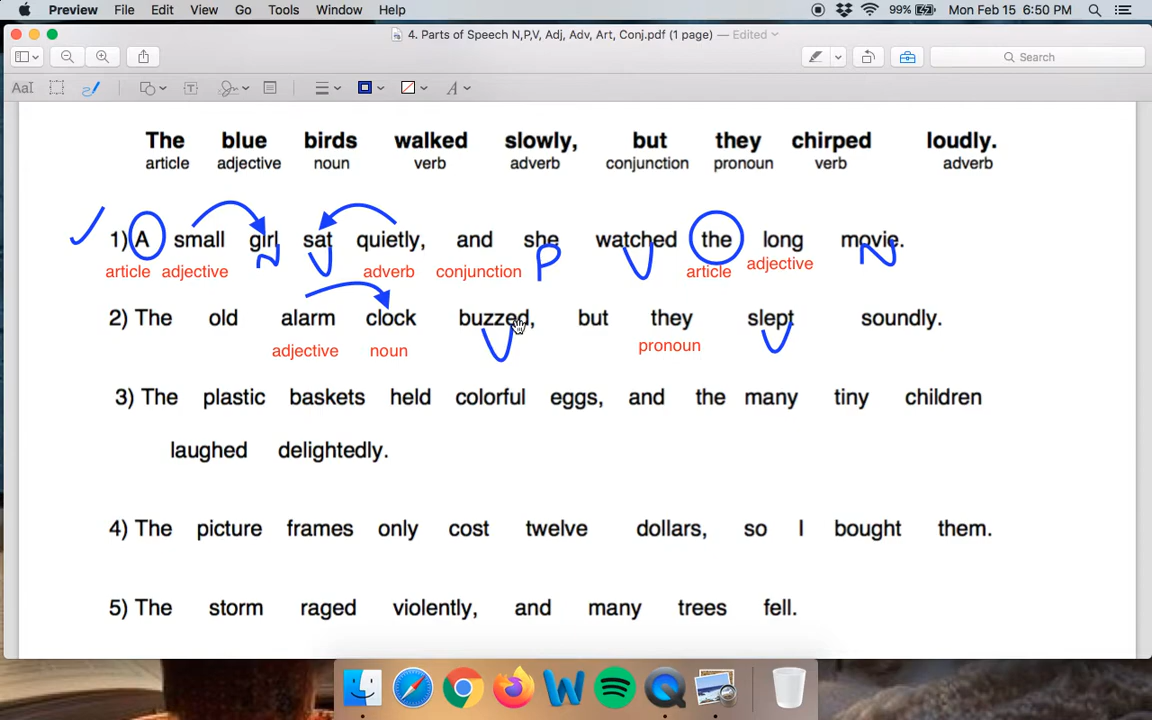 Preview File Edit View Go Tools Window Help 99% Mon Feb 15 6:50 PM
4. Parts of Speech N,P,V, Adj, Adv, Art, Conj.pdf (1 page) — Edited
Search
AaI T A
The blue birds walked slowly, but they chirped loudly.
article adjective noun verb adverb conjunction pronoun verb adverb
1) A small girl sat quietly, and she watched the long movie.
article adjective N V adverb conjunction P V article adjective N
2) The old alarm clock buzzed, but they slept soundly.
adjective noun V pronoun V
3) The plastic baskets held colorful eggs, and the many tiny children
laughed delightedly.
4) The picture frames only cost twelve dollars, so I bought them.
5) The storm raged violently, and many trees fell.